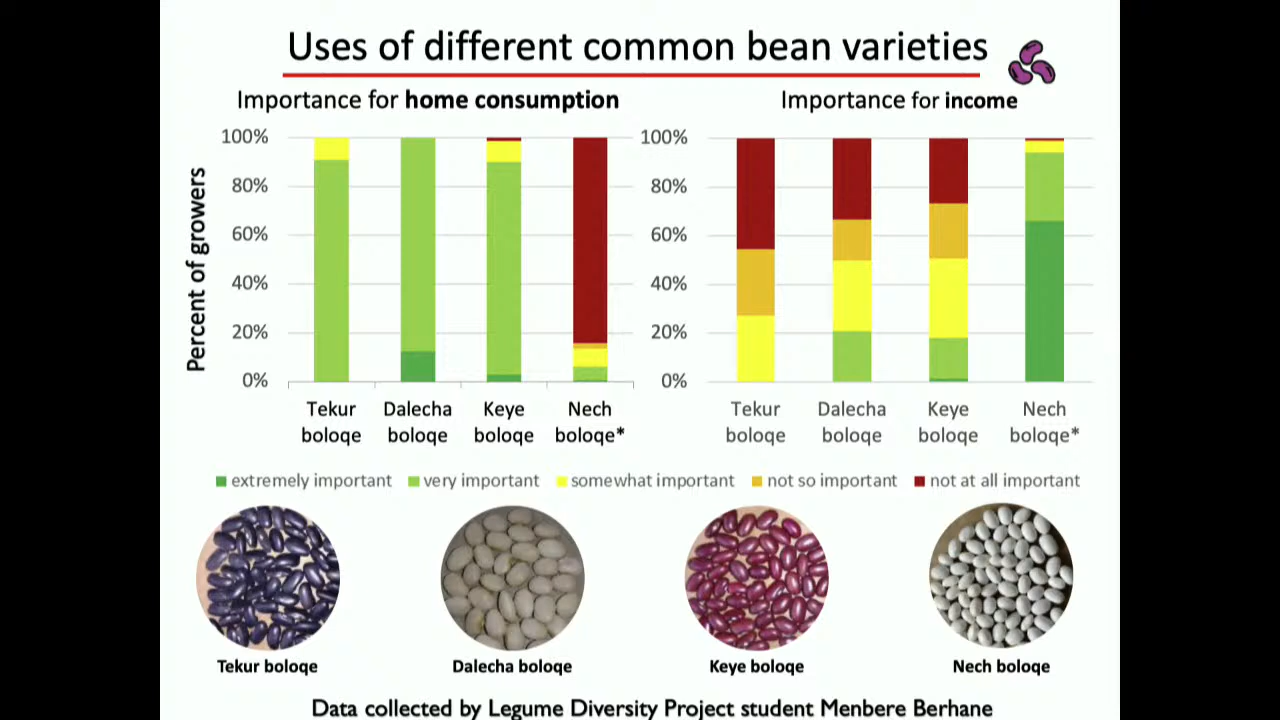 Uses of different common bean varieties
Importance for home consumption
Importance for income
Percent of growers
100%
80%
60%
40%
20%
0%
Tekur boloqe
Dalecha boloqe
Keye boloqe
Nech boloqe*
100%
80%
60%
40%
20%
0%
Tekur boloqe
Dalecha boloqe
Keye boloqe
Nech boloqe*
extremely important
very important
somewhat important
not so important
not at all important
Tekur boloqe
Dalecha boloqe
Keye boloqe
Nech boloqe
Data collected by Legume Diversity Project student Menbere Berhane